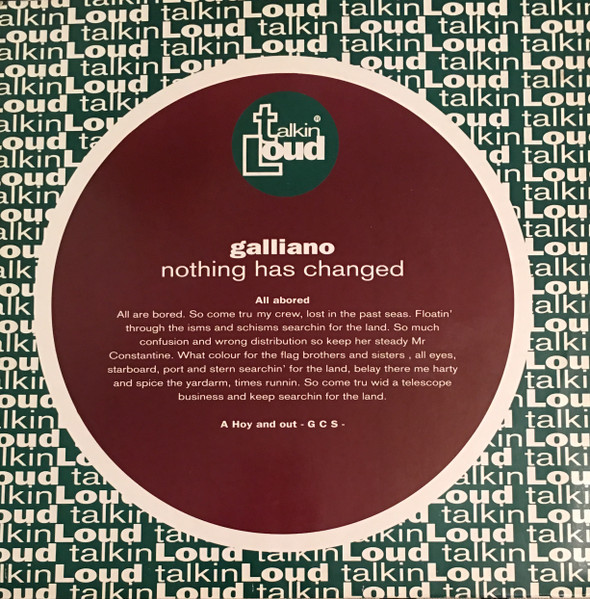 talkinLoud
talkin
Loud
galliano
nothing has changed
All abored
All are bored. So come tru my crew, lost in the past seas. Floatin'
through the isms and schisms searchin for the land. So much
confusion and wrong distribution so keep her steady Mr
Constantine. What colour for the flag brothers and sisters , all eyes,
starboard, port and stern searchin' for the land, belay there me harty
and spice the yardarm, times runnin. So come tru wid a telescope
business and keep searchin for the land.
A Hoy and out - G C S -